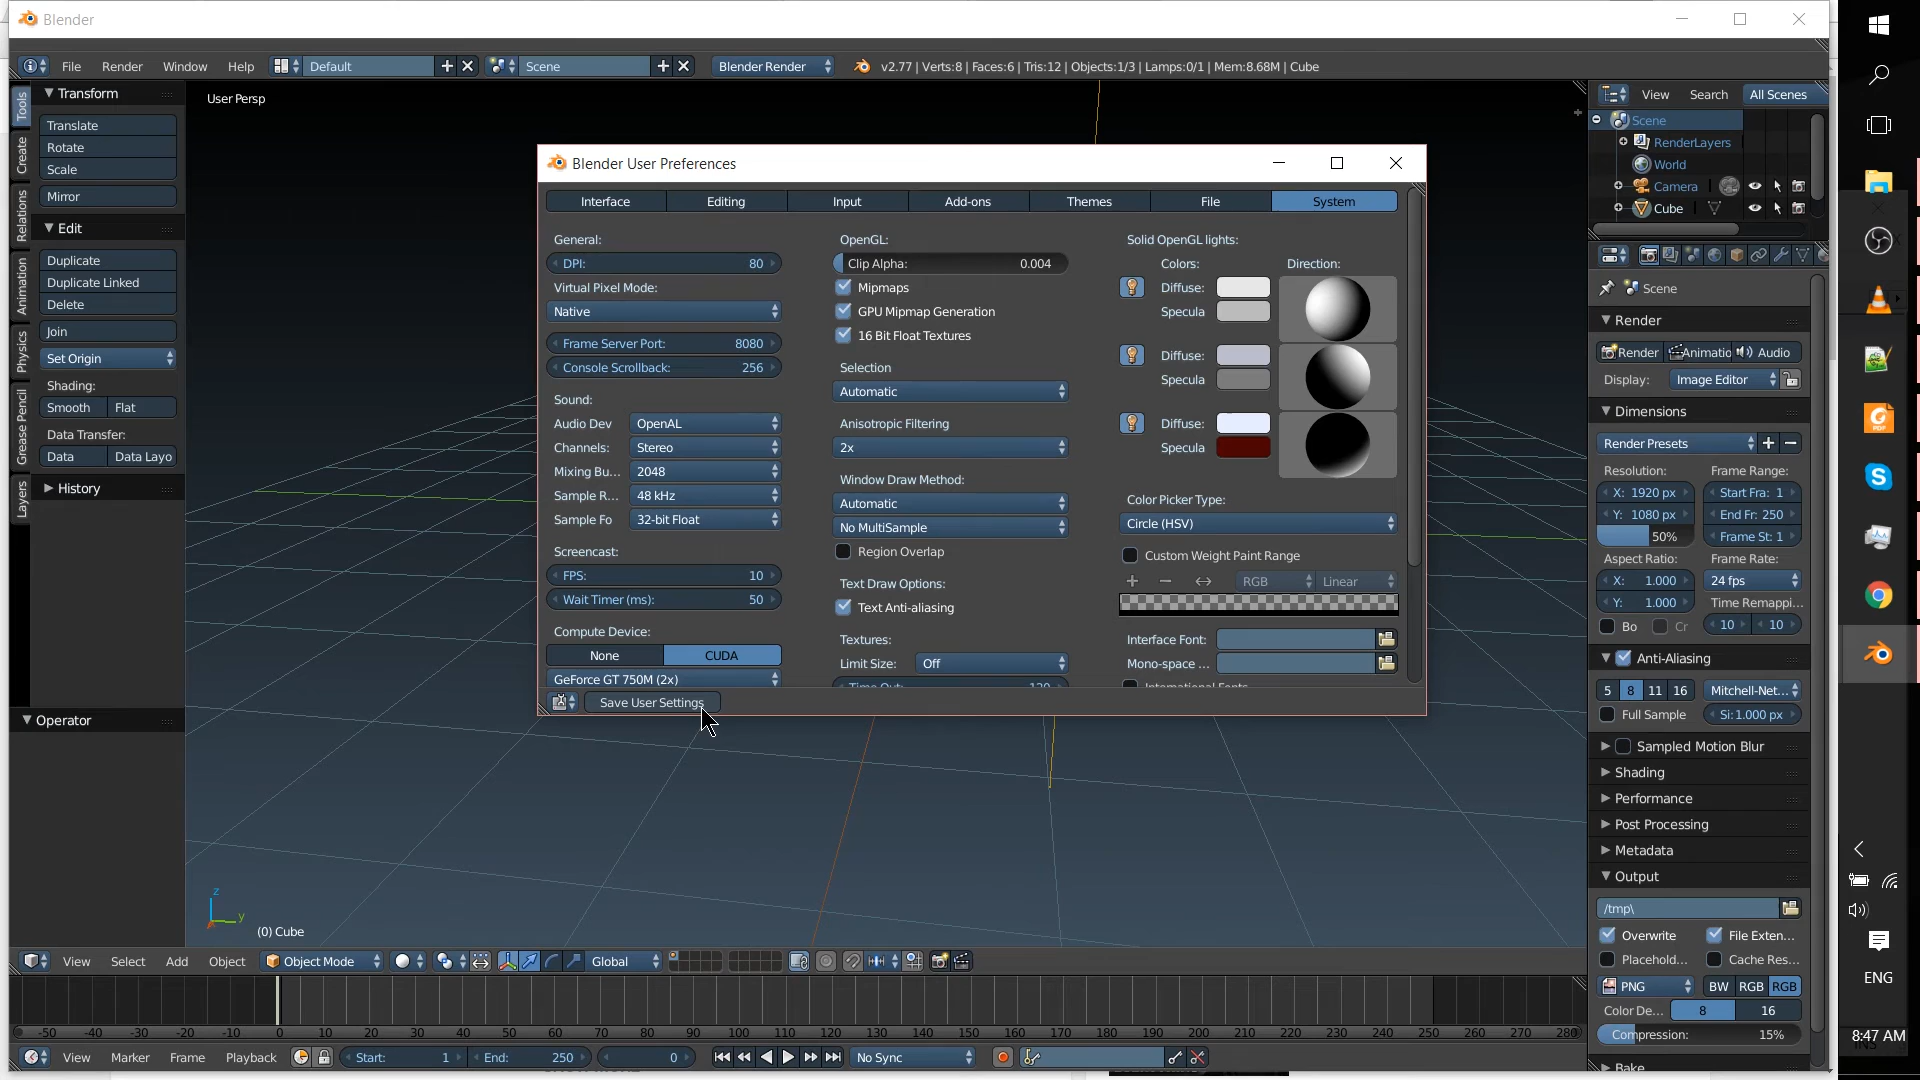 Blender
File Render Window Help Default Scene Blender Render v2.77 | Verts:8 | Faces:6 | Tris:12 | Objects:1/3 | Lamps:0/1 | Mem:8.68M | Cube
Tools
Create
Relations
Animation
Physics
Grease Pencil
Layers
Transform
Translate
Rotate
Scale
Mirror
Edit
Duplicate
Duplicate Linked
Delete
Join
Set Origin
Shading:
Smooth Flat
Data Transfer:
Data Data Layo
History
Operator
User Persp
(0) Cube
z
y
Blender User Preferences
Interface Editing Input Add-ons Themes File System
General:
DPI: 80
Virtual Pixel Mode:
Native
Frame Server Port: 8080
Console Scrollback: 256
Sound:
Audio Dev OpenAL
Channels: Stereo
Mixing Bu... 2048
Sample R... 48 kHz
Sample Fo 32-bit Float
Screencast:
FPS: 10
Wait Timer (ms): 50
Compute Device:
None CUDA
GeForce GT 750M (2x)
OpenGL:
Clip Alpha: 0.004
Mipmaps
GPU Mipmap Generation
16 Bit Float Textures
Selection
Automatic
Anisotropic Filtering
2x
Window Draw Method:
Automatic
No MultiSample
Region Overlap
Text Draw Options:
Text Anti-aliasing
Textures:
Limit Size: Off
Time Out: 120
Solid OpenGL lights:
Colors: Direction:
Diffuse:
Specula
Diffuse:
Specula
Diffuse:
Specula
Color Picker Type:
Circle (HSV)
Custom Weight Paint Range
RGB Linear
Interface Font:
Mono-space ...
International Fonts
Save User Settings
View Search All Scenes
Scene
RenderLayers
World
Camera
Cube
Scene
Render
Render Animatio Audio
Display: Image Editor
Dimensions
Render Presets
Resolution: Frame Range:
X: 1920 px Start Fra: 1
Y: 1080 px End Fr: 250
50% Frame St: 1
Aspect Ratio: Frame Rate:
X: 1.000 24 fps
Y: 1.000 Time Remappi...
Bo Cr 10 10
Anti-Aliasing
5 8 11 16 Mitchell-Net...
Full Sample Si: 1.000 px
Sampled Motion Blur
Shading
Performance
Post Processing
Metadata
Output
/tmp\
Overwrite File Exten...
Placehold... Cache Res...
PNG BW RGB RGB
Color De... 8 16
Compression: 15%
Bake
View Select Add Object Object Mode Global
-50 -40 -30 -20 -10 0 10 20 30 40 50 60 70 80 90 100 110 120 130 140 150 160 170 180 190 200 210 220 230 240 250 260 270 280
View Marker Frame Playback Start: 1 End: 250 0 No Sync
ENG
8:47 AM